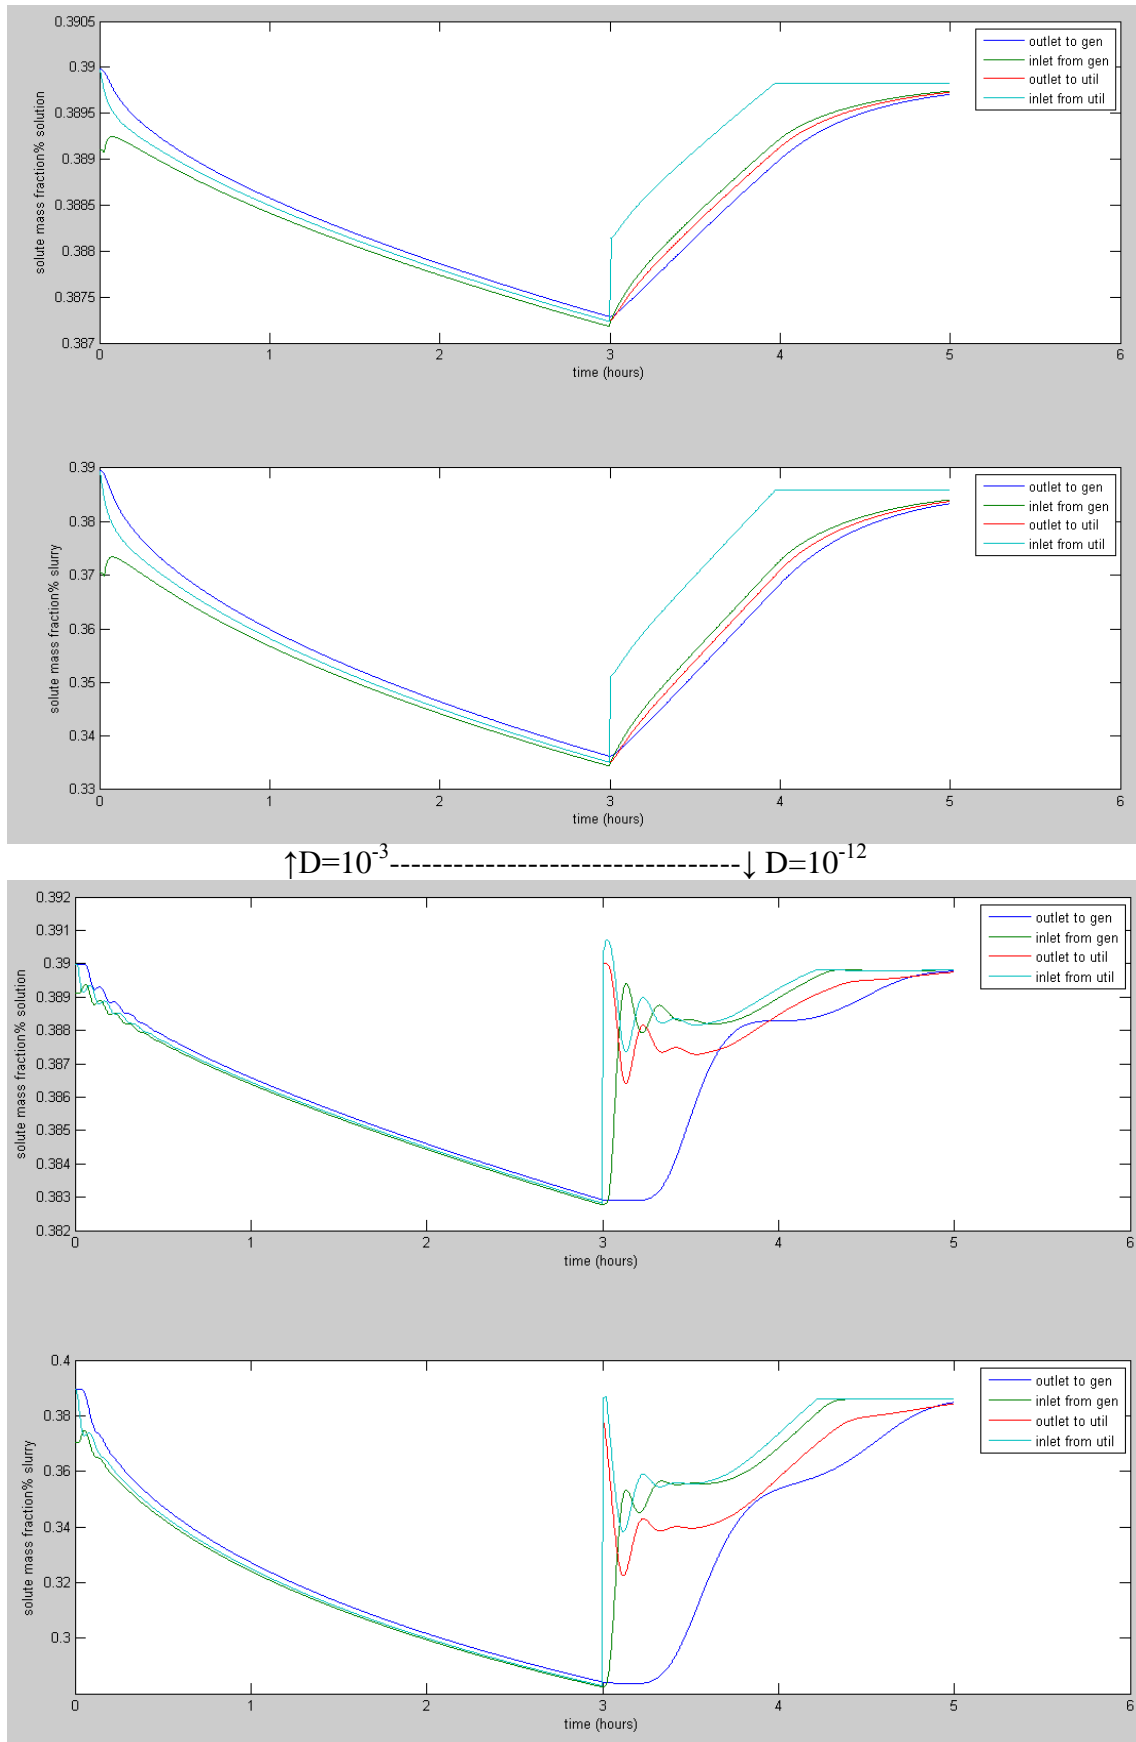 0.3905
0.39
0.3895
0.389
0.3885
0.388
0.3875
0.387
solute mass fraction% solution
outlet to gen
inlet from gen
outlet to util
inlet from util
0 1 2 3 4 5 6
time (hours)
0.39
0.38
0.37
0.36
0.35
0.34
0.33
solute mass fraction% slurry
outlet to gen
inlet from gen
outlet to util
inlet from util
0 1 2 3 4 5 6
time (hours)
↑D=10⁻³---------------------------------↓ D=10⁻¹²
0.392
0.391
0.39
0.389
0.388
0.387
0.386
0.385
0.384
0.383
0.382
solute mass fraction% solution
outlet to gen
inlet from gen
outlet to util
inlet from util
0 1 2 3 4 5 6
time (hours)
0.4
0.38
0.36
0.34
0.32
0.3
solute mass fraction% slurry
outlet to gen
inlet from gen
outlet to util
inlet from util
0 1 2 3 4 5 6
time (hours)